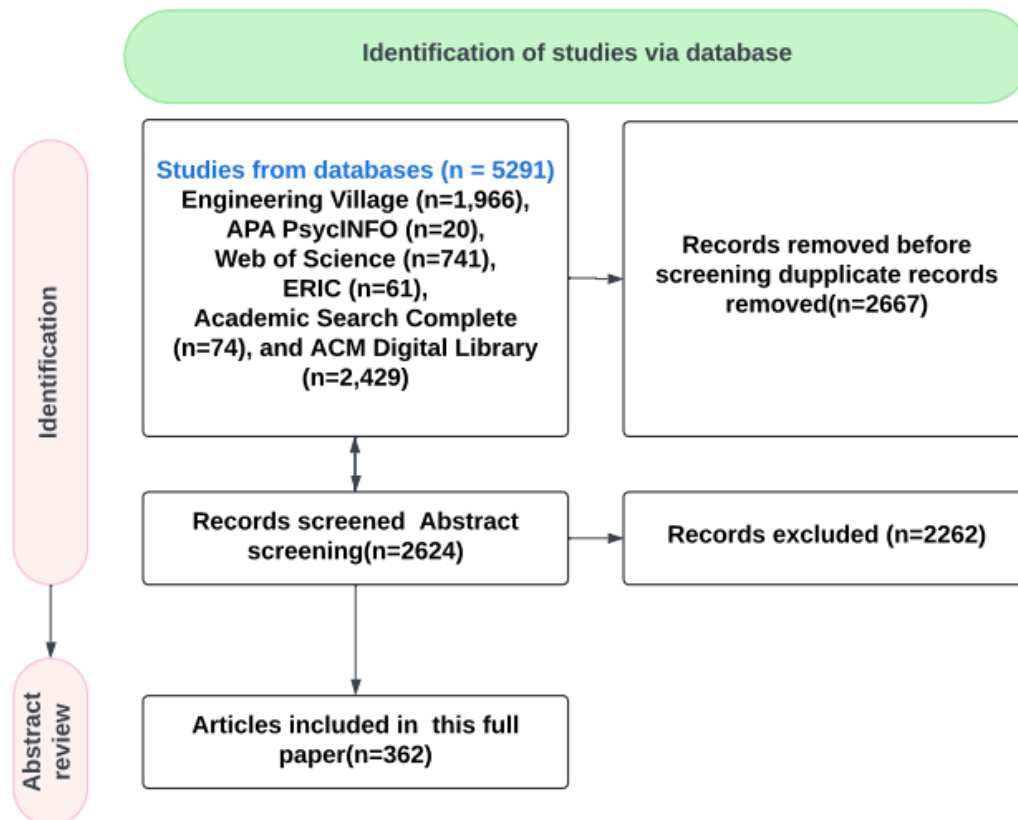 Identification of studies via database
Identification
Studies from databases (n = 5291)
Engineering Village (n=1,966),
APA PsycINFO (n=20),
Web of Science (n=741),
ERIC (n=61),
Academic Search Complete
(n=74), and ACM Digital Library
(n=2,429)
Records removed before
screening dupplicate records
removed(n=2667)
Records screened  Abstract
screening(n=2624)
Records excluded (n=2262)
Abstract
review
Articles included in  this full
paper(n=362)